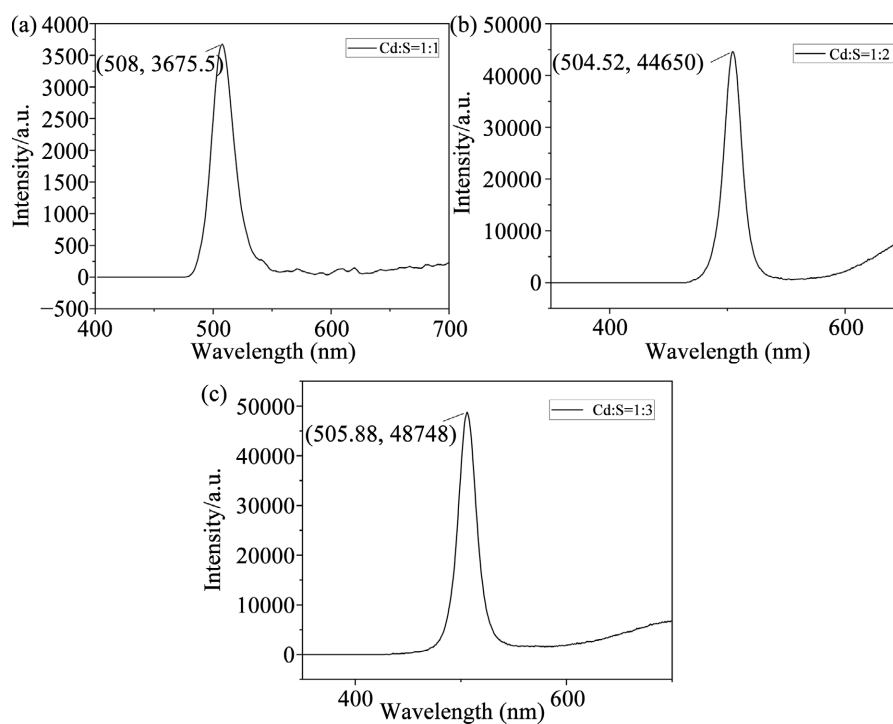 (a)
4000
3500
3000
2500
2000
1500
1000
500
0
−500
Intensity/a.u.
(508, 3675.5)
Cd:S=1:1
400 500 600 700
Wavelength (nm)
(b)
50000
40000
30000
20000
10000
0
Intensity/a.u.
(504.52, 44650)
Cd:S=1:2
400 600
Wavelength (nm)
(c)
50000
40000
30000
20000
10000
0
Intensity/a.u.
(505.88, 48748)
Cd:S=1:3
400 600
Wavelength (nm)